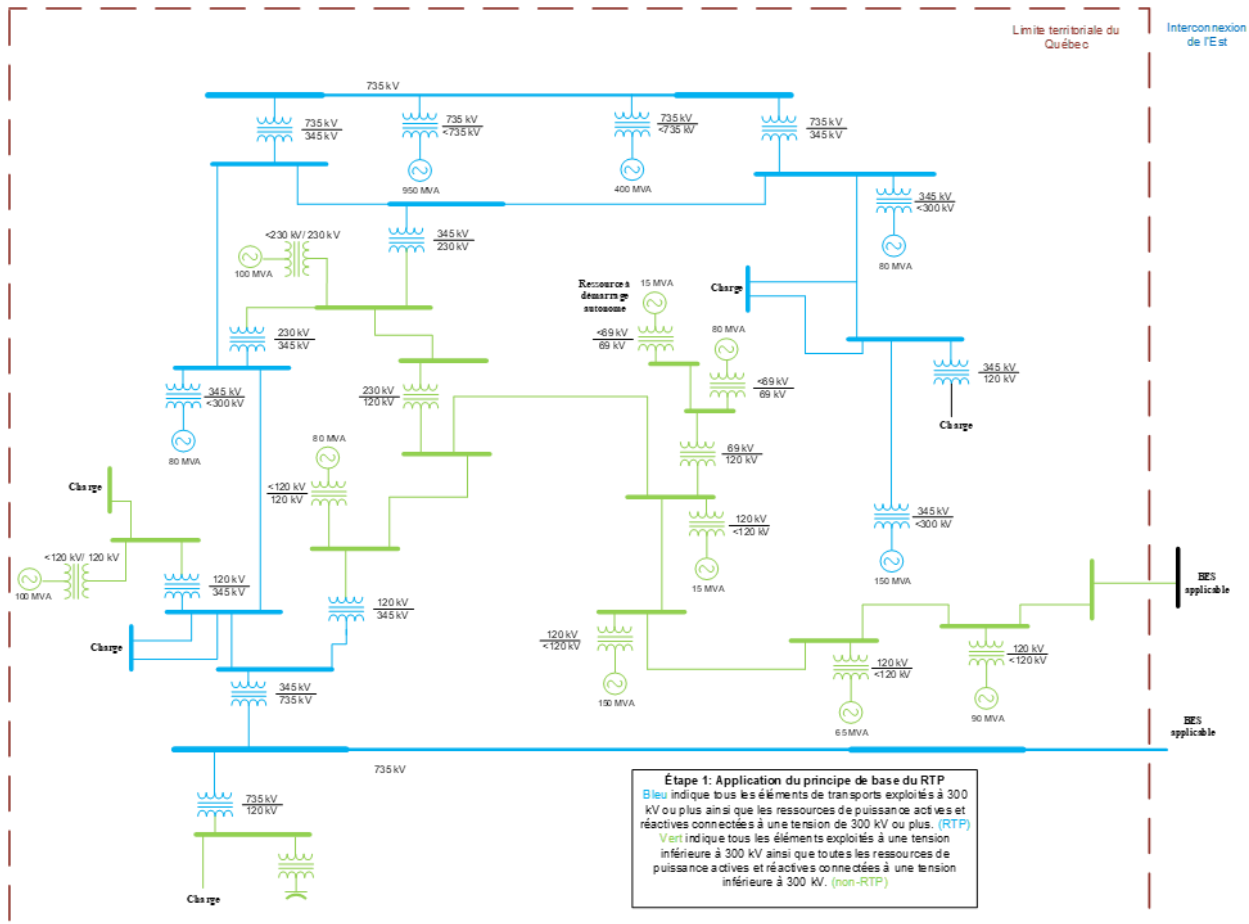 Limite territoriale du
Québec
Interconnexion
de l'Est
735 kV
735 kV
345 kV
735 kV
<735 kV
735 kV
<735 kV
735 kV
345 kV
950 MVA
400 MVA
345 kV
<300 kV
80 MVA
345 kV
230 kV
<230 kV/ 230 kV
100 MVA
Ressource à
démarrage
autonome
15 MVA
Charge
<69 kV
69 kV
80 MVA
230 kV
345 kV
<69 kV
69 kV
345 kV
120 kV
Charge
345 kV
<300 kV
80 MVA
230 kV
120 kV
80 MVA
<120 kV
120 kV
69 kV
120 kV
Charge
120 kV
<120 kV
15 MVA
345 kV
<300 kV
150 MVA
<120 kV/ 120 kV
100 MVA
120 kV
345 kV
120 kV
345 kV
BES
applicable
Charge
120 kV
<120 kV
150 MVA
120 kV
<120 kV
65 MVA
120 kV
<120 kV
90 MVA
345 kV
735 kV
BES
applicable
735 kV
735 kV
120 kV
Charge
Étape 1: Application du principe de base du RTP
Bleu indique tous les éléments de transports exploités à 300
kV ou plus ainsi que les ressources de puissance actives et
réactives connectées à une tension de 300 kV ou plus. (RTP)
Vert indique tous les éléments exploités à une tension
inférieure à 300 kV ainsi que toutes les ressources de
puissance actives et réactives connectées à une tension
inférieure à 300 kV. (non-RTP)